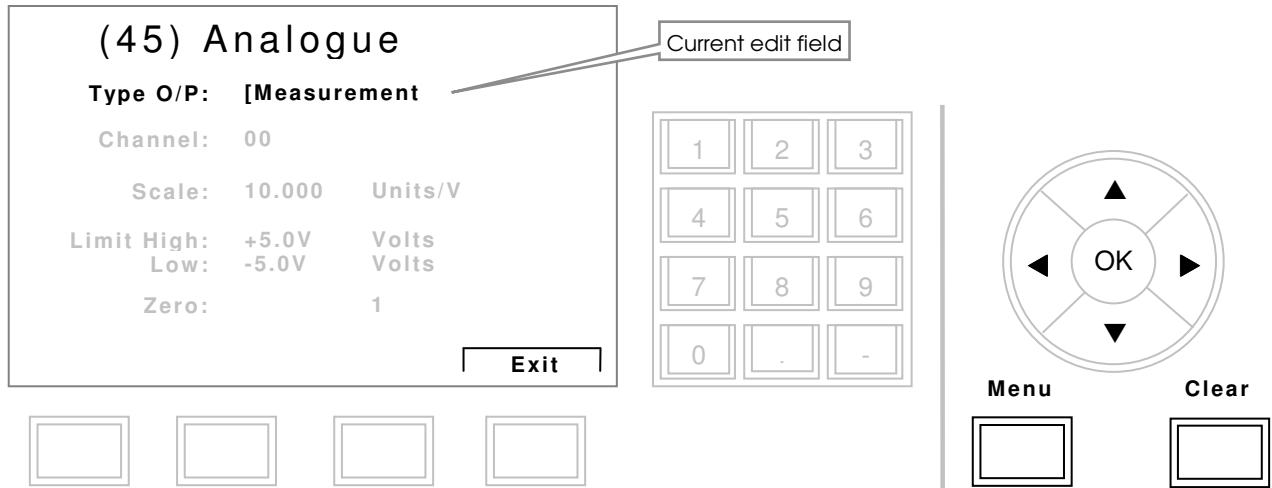 (45) Analogue
Current edit field
Type O/P: [Measurement
Channel: 00
Scale: 10.000 Units/V
Limit High: +5.0V Volts
Low: -5.0V Volts
Zero: 1
Exit
1 2 3
4 5 6
7 8 9
0 . -
OK
Menu Clear